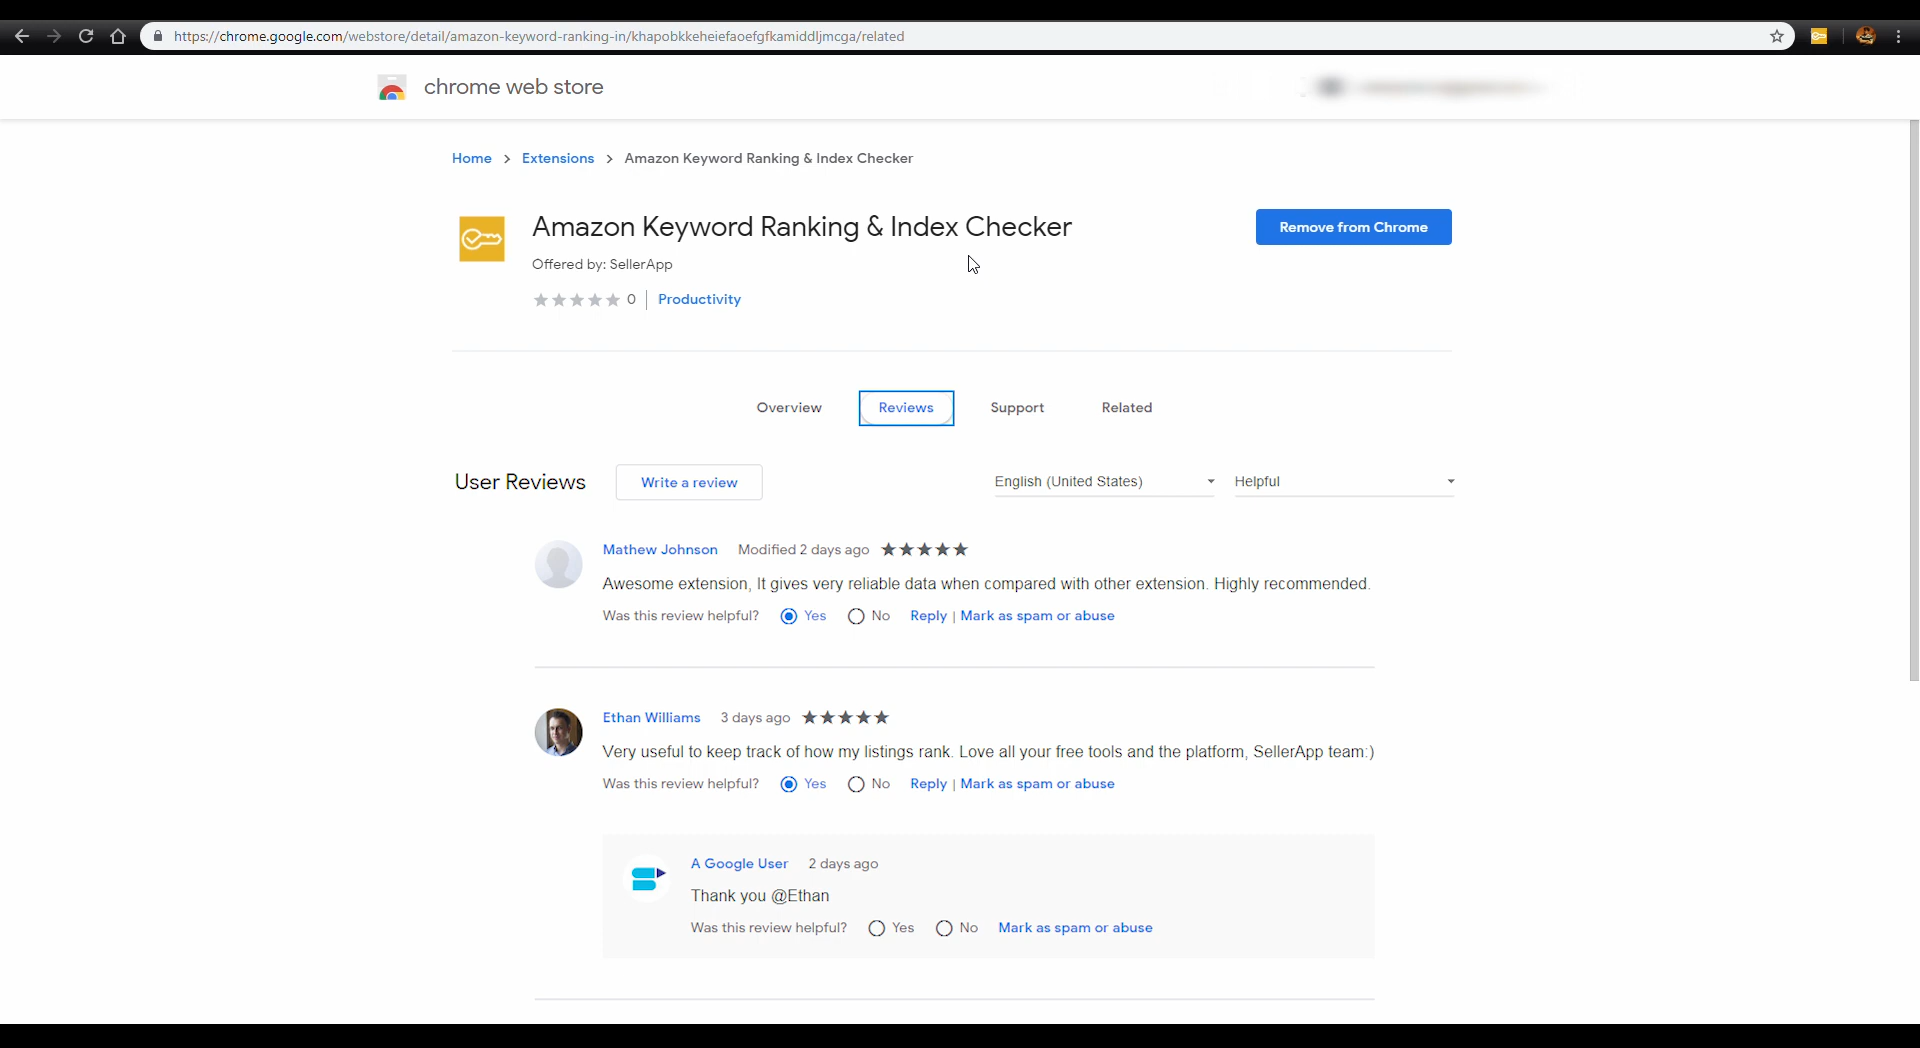 https://chrome.google.com/webstore/detail/amazon-keyword-ranking-in/khapobkkeheiefaoefgfkamiddljmcga/related
chrome web store
Home > Extensions > Amazon Keyword Ranking & Index Checker
Amazon Keyword Ranking & Index Checker
Remove from Chrome
Offered by: SellerApp
0 | Productivity
Overview Reviews Support Related
User Reviews Write a review English (United States) Helpful
Mathew Johnson Modified 2 days ago ★★★★★
Awesome extension, It gives very reliable data when compared with other extension. Highly recommended.
Was this review helpful? Yes No Reply | Mark as spam or abuse
Ethan Williams 3 days ago ★★★★★
Very useful to keep track of how my listings rank. Love all your free tools and the platform, SellerApp team:)
Was this review helpful? Yes No Reply | Mark as spam or abuse
A Google User 2 days ago
Thank you @Ethan
Was this review helpful? Yes No Mark as spam or abuse